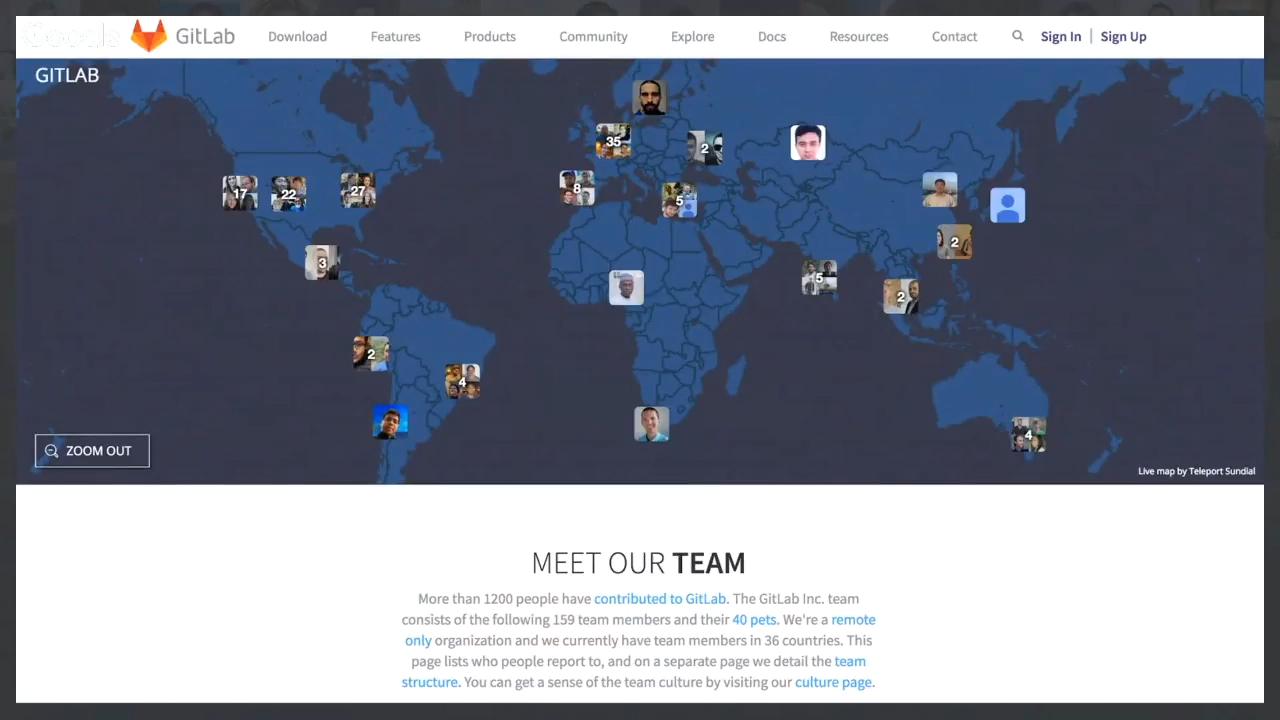 GitLab
Download
Features
Products
Community
Explore
Docs
Resources
Contact
Sign In | Sign Up
GITLAB
35
2
17
22
27
8
5
2
3
5
2
2
4
4
ZOOM OUT
Live map by Teleport Sundial
MEET OUR TEAM
More than 1200 people have contributed to GitLab. The GitLab Inc. team
consists of the following 159 team members and their 40 pets. We're a remote
only organization and we currently have team members in 36 countries. This
page lists who people report to, and on a separate page we detail the team
structure. You can get a sense of the team culture by visiting our culture page.